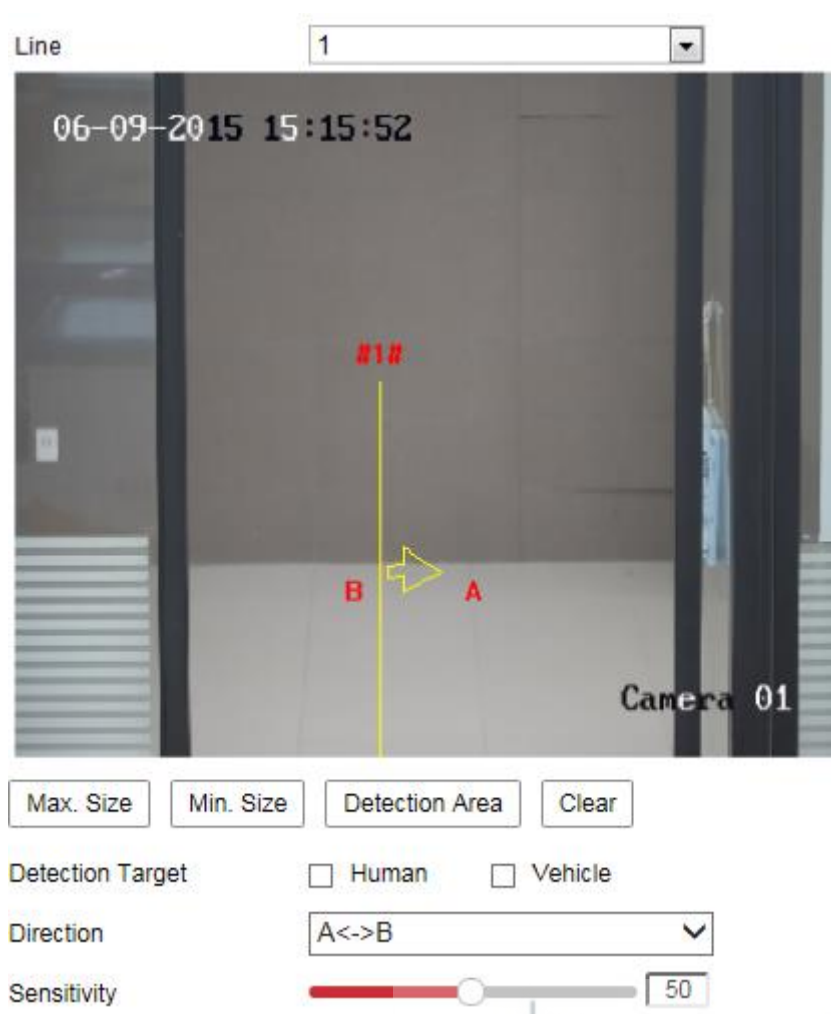 Line 1
06-09-2015 15:15:52
#1#
B A
Camera 01
Max. Size Min. Size Detection Area Clear
Detection Target Human Vehicle
Direction A<->B
Sensitivity 50